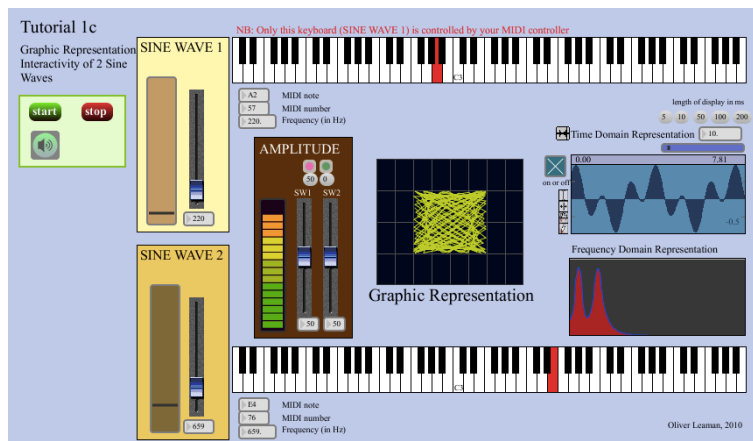 Tutorial 1c
Graphic Representation
Interactivity of 2 Sine
Waves
start stop
SINE WAVE 1
220
NB: Only this keyboard (SINE WAVE 1) is controlled by your MIDI controller
C3
A2 MIDI note
57 MIDI number
220. Frequency (in Hz)
AMPLITUDE
50 0
SW1 SW2
50 50
Graphic Representation
length of display in ms
5 10 50 100 200
Time Domain Representation 10.
on or off
0.00 7.81
-0.5
Frequency Domain Representation
SINE WAVE 2
659
C3
E4 MIDI note
76 MIDI number
659. Frequency (in Hz)
Oliver Leaman, 2010